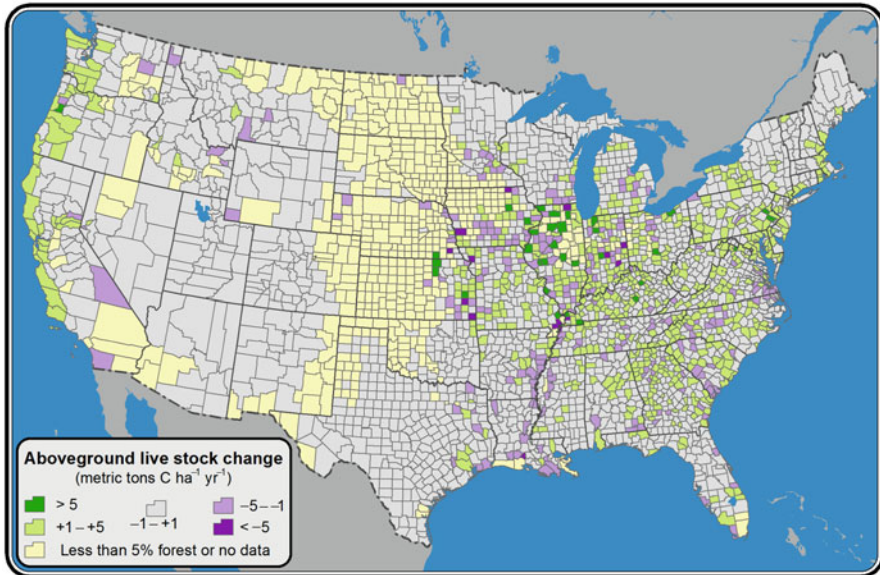 Aboveground live stock change
(metric tons C ha⁻¹ yr⁻¹)
> 5
+1 – +5
−1 – +1
−5 – −1
< −5
Less than 5% forest or no data